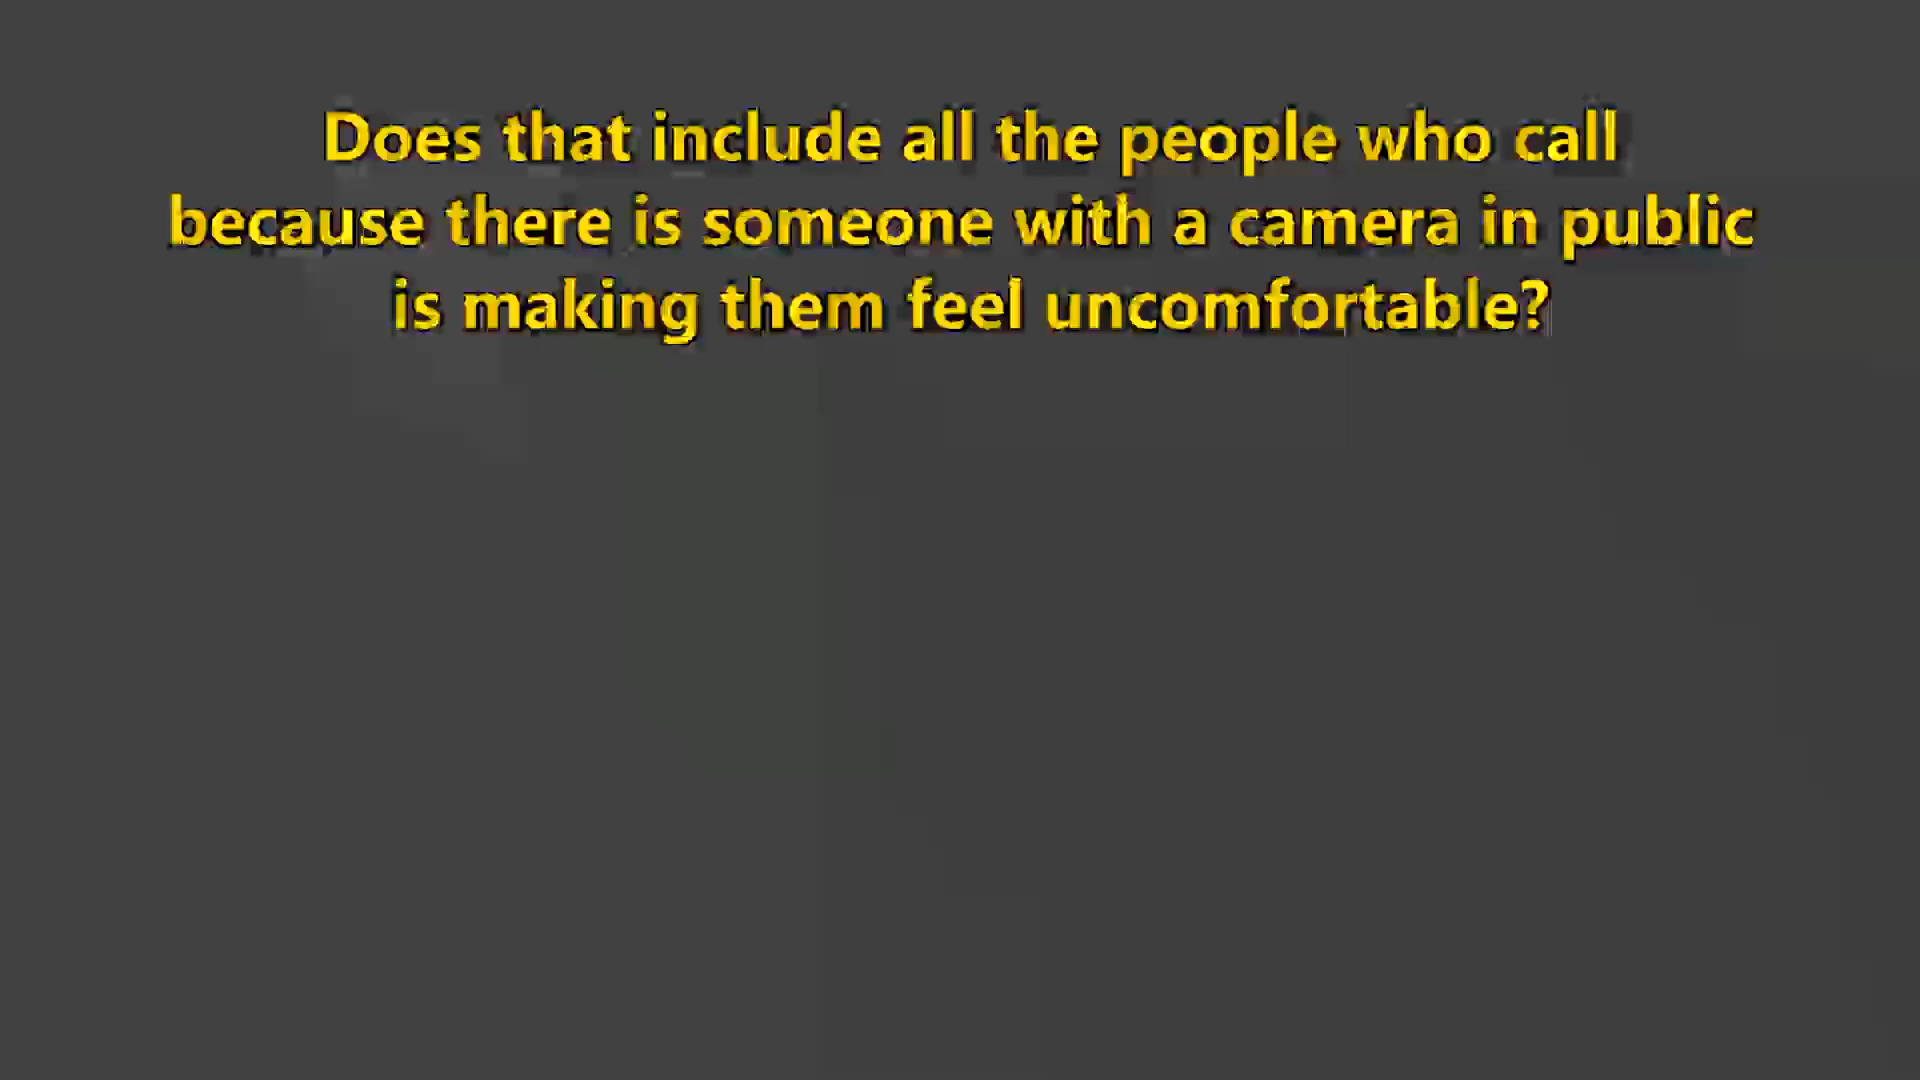 Does that include all the people who call
because there is someone with a camera in public
is making them feel uncomfortable?